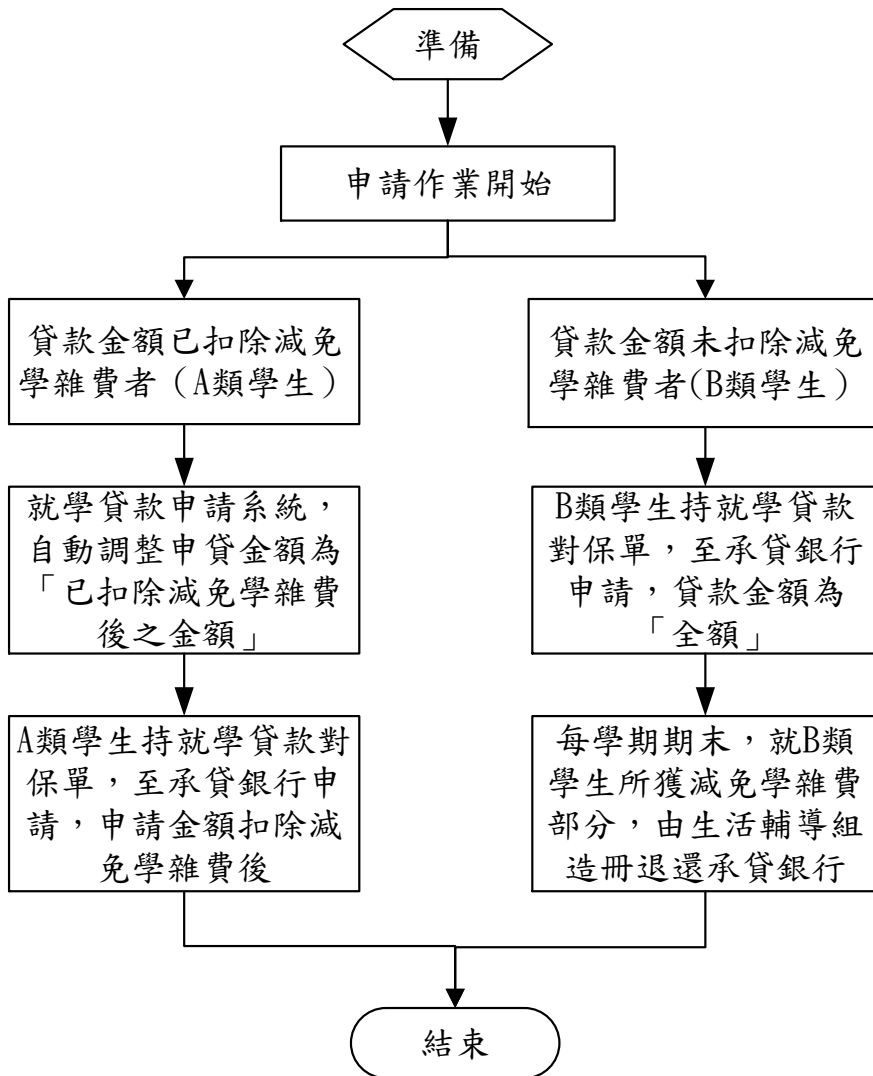 準備
申請作業開始
貸款金額已扣除減免
學雜費者（A類學生）
貸款金額未扣除減免
學雜費者(B類學生）
就學貸款申請系統，
自動調整申貸金額為
「已扣除減免學雜費
後之金額」
B類學生持就學貸款
對保單，至承貸銀行
申請，貸款金額為
「全額」
A類學生持就學貸款對
保單，至承貸銀行申
請，申請金額扣除減
免學雜費後
每學期期末，就B類
學生所獲減免學雜費
部分，由生活輔導組
造冊退還承貸銀行
結束